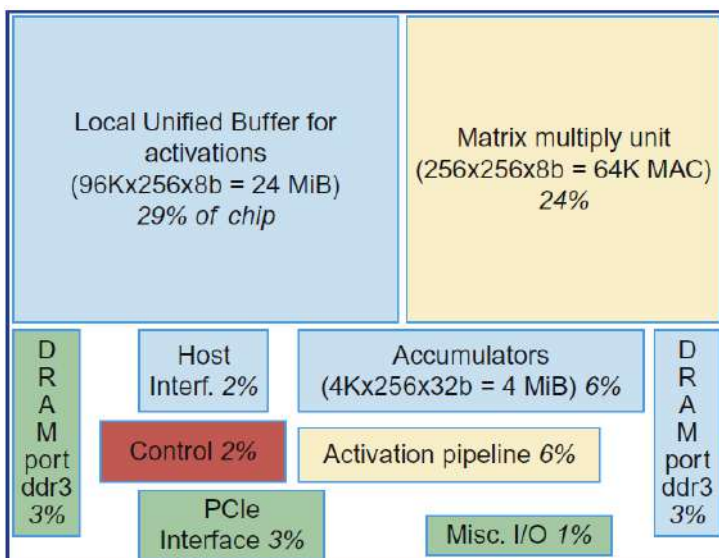 Local Unified Buffer for
activations
(96Kx256x8b = 24 MiB)
29% of chip
Matrix multiply unit
(256x256x8b = 64K MAC)
24%
D
R
A
M
port
ddr3
3%
Host
Interf. 2%
Accumulators
(4Kx256x32b = 4 MiB) 6%
D
R
A
M
port
ddr3
3%
Control 2%
Activation pipeline 6%
PCIe
Interface 3%
Misc. I/O 1%